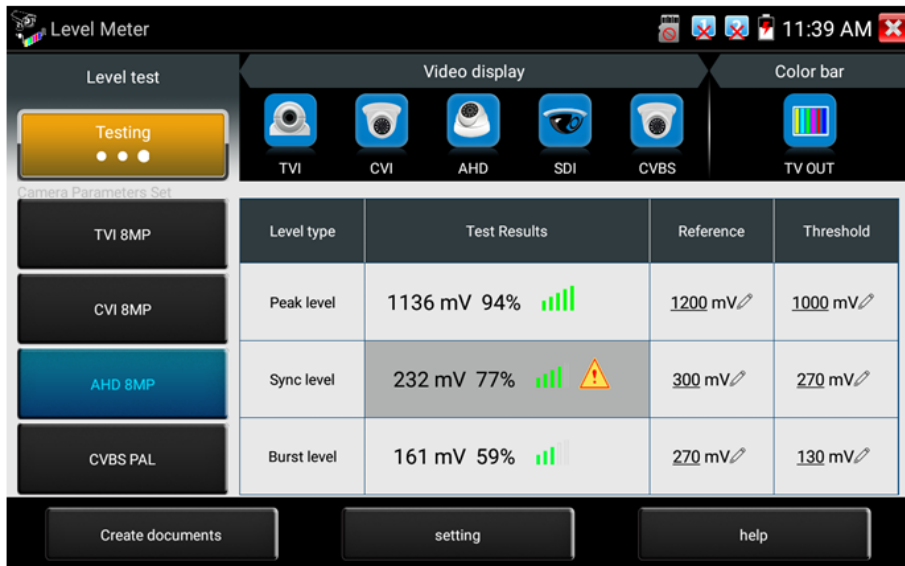 Level Meter
11:39 AM
Level test
Video display
Color bar
Testing
TVI
CVI
AHD
SDI
CVBS
TV OUT
Camera Parameters Set
TVI 8MP
CVI 8MP
AHD 8MP
CVBS PAL
Level type Test Results Reference Threshold
Peak level 1136 mV 94% 1200 mV 1000 mV
Sync level 232 mV 77% 300 mV 270 mV
Burst level 161 mV 59% 270 mV 130 mV
Create documents
setting
help